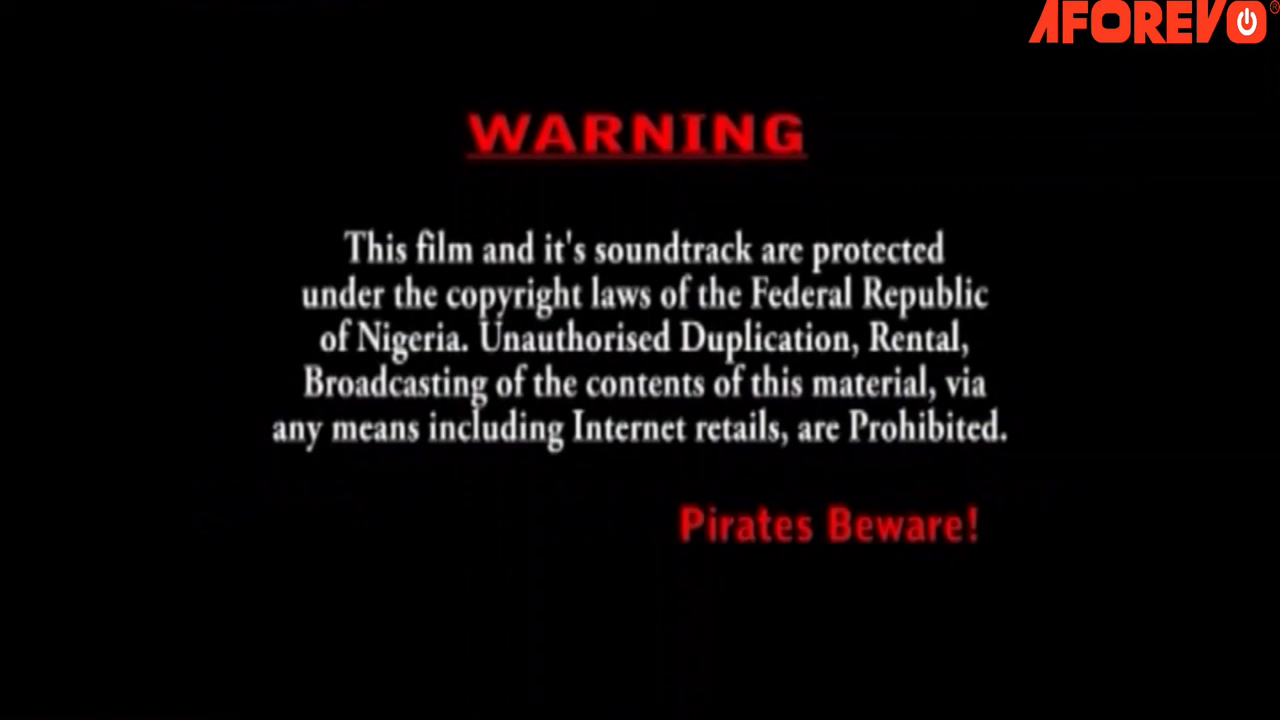 AFOREVO®
WARNING
This film and it's soundtrack are protected
under the copyright laws of the Federal Republic
of Nigeria. Unauthorised Duplication, Rental,
Broadcasting of the contents of this material, via
any means including Internet retails, are Prohibited.
Pirates Beware!